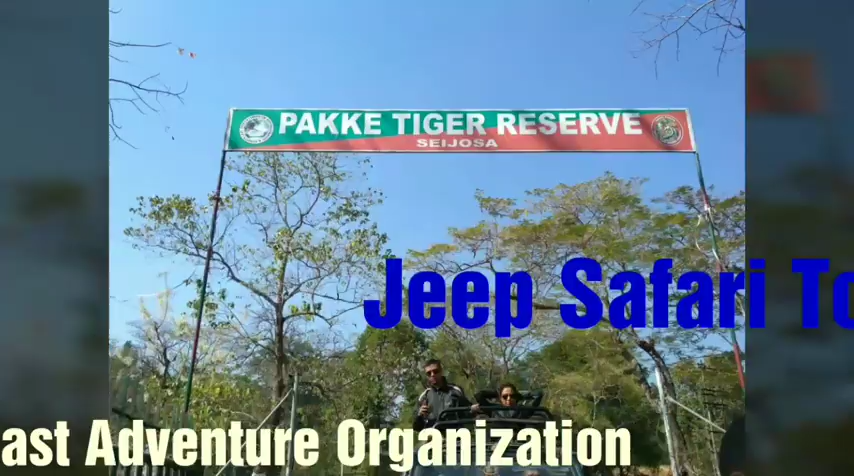 PAKKE TIGER RESERVE
SEIJOSA
Jeep Safari To
ast Adventure Organization